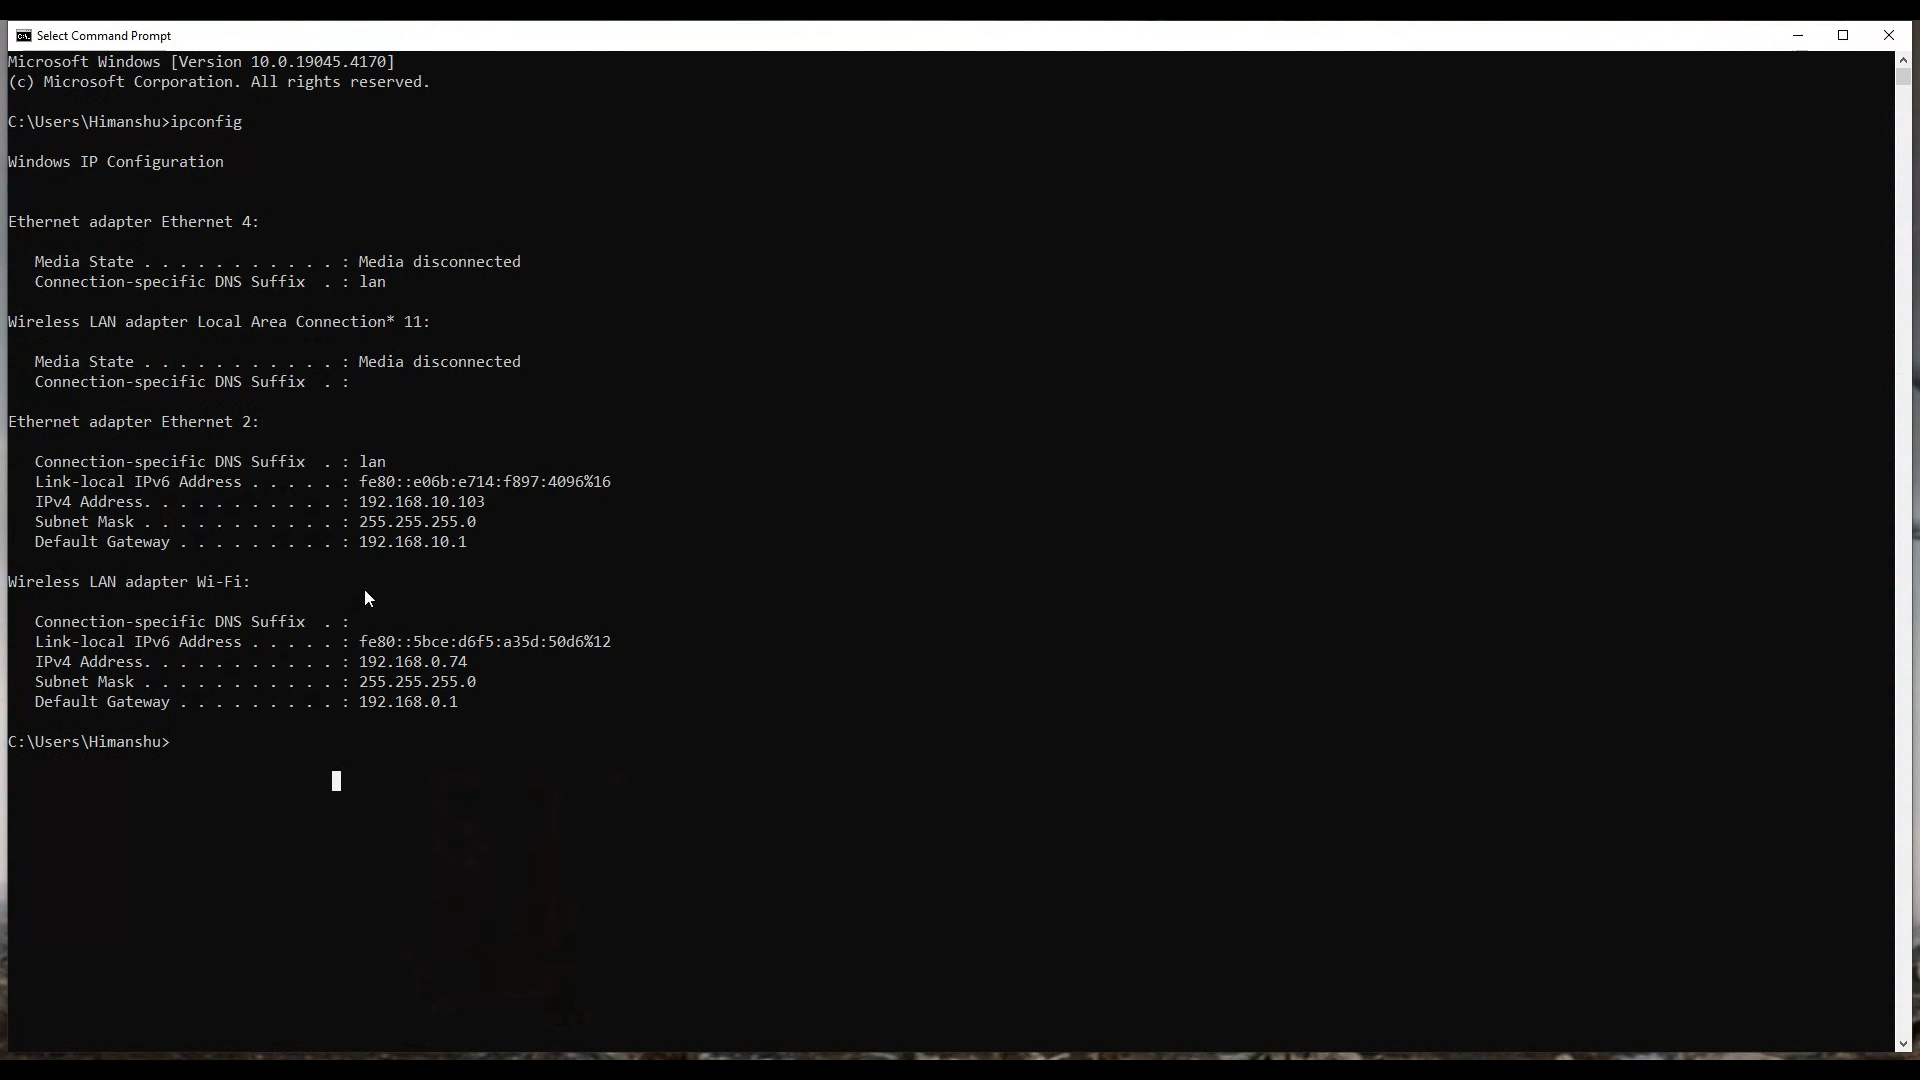 Select Command Prompt
Microsoft Windows [Version 10.0.19045.4170]
(c) Microsoft Corporation. All rights reserved.
C:\Users\Himanshu>ipconfig
Windows IP Configuration
Ethernet adapter Ethernet 4:
Media State . . . . . . . . . . . : Media disconnected
Connection-specific DNS Suffix  . : lan
Wireless LAN adapter Local Area Connection* 11:
Media State . . . . . . . . . . . : Media disconnected
Connection-specific DNS Suffix  . :
Ethernet adapter Ethernet 2:
Connection-specific DNS Suffix  . : lan
Link-local IPv6 Address . . . . . : fe80::e06b:e714:f897:4096%16
IPv4 Address. . . . . . . . . . . : 192.168.10.103
Subnet Mask . . . . . . . . . . . : 255.255.255.0
Default Gateway . . . . . . . . . : 192.168.10.1
Wireless LAN adapter Wi-Fi:
Connection-specific DNS Suffix  . :
Link-local IPv6 Address . . . . . : fe80::5bce:d6f5:a35d:50d6%12
IPv4 Address. . . . . . . . . . . : 192.168.0.74
Subnet Mask . . . . . . . . . . . : 255.255.255.0
Default Gateway . . . . . . . . . : 192.168.0.1
C:\Users\Himanshu>